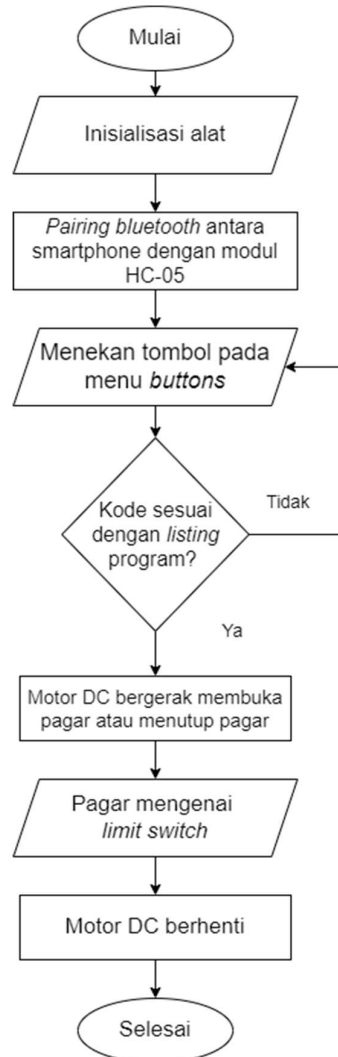 Mulai
Inisialisasi alat
Pairing bluetooth antara
smartphone dengan modul
HC-05
Menekan tombol pada
menu buttons
Kode sesuai
dengan listing
program?
Tidak
Ya
Motor DC bergerak membuka
pagar atau menutup pagar
Pagar mengenai
limit switch
Motor DC berhenti
Selesai